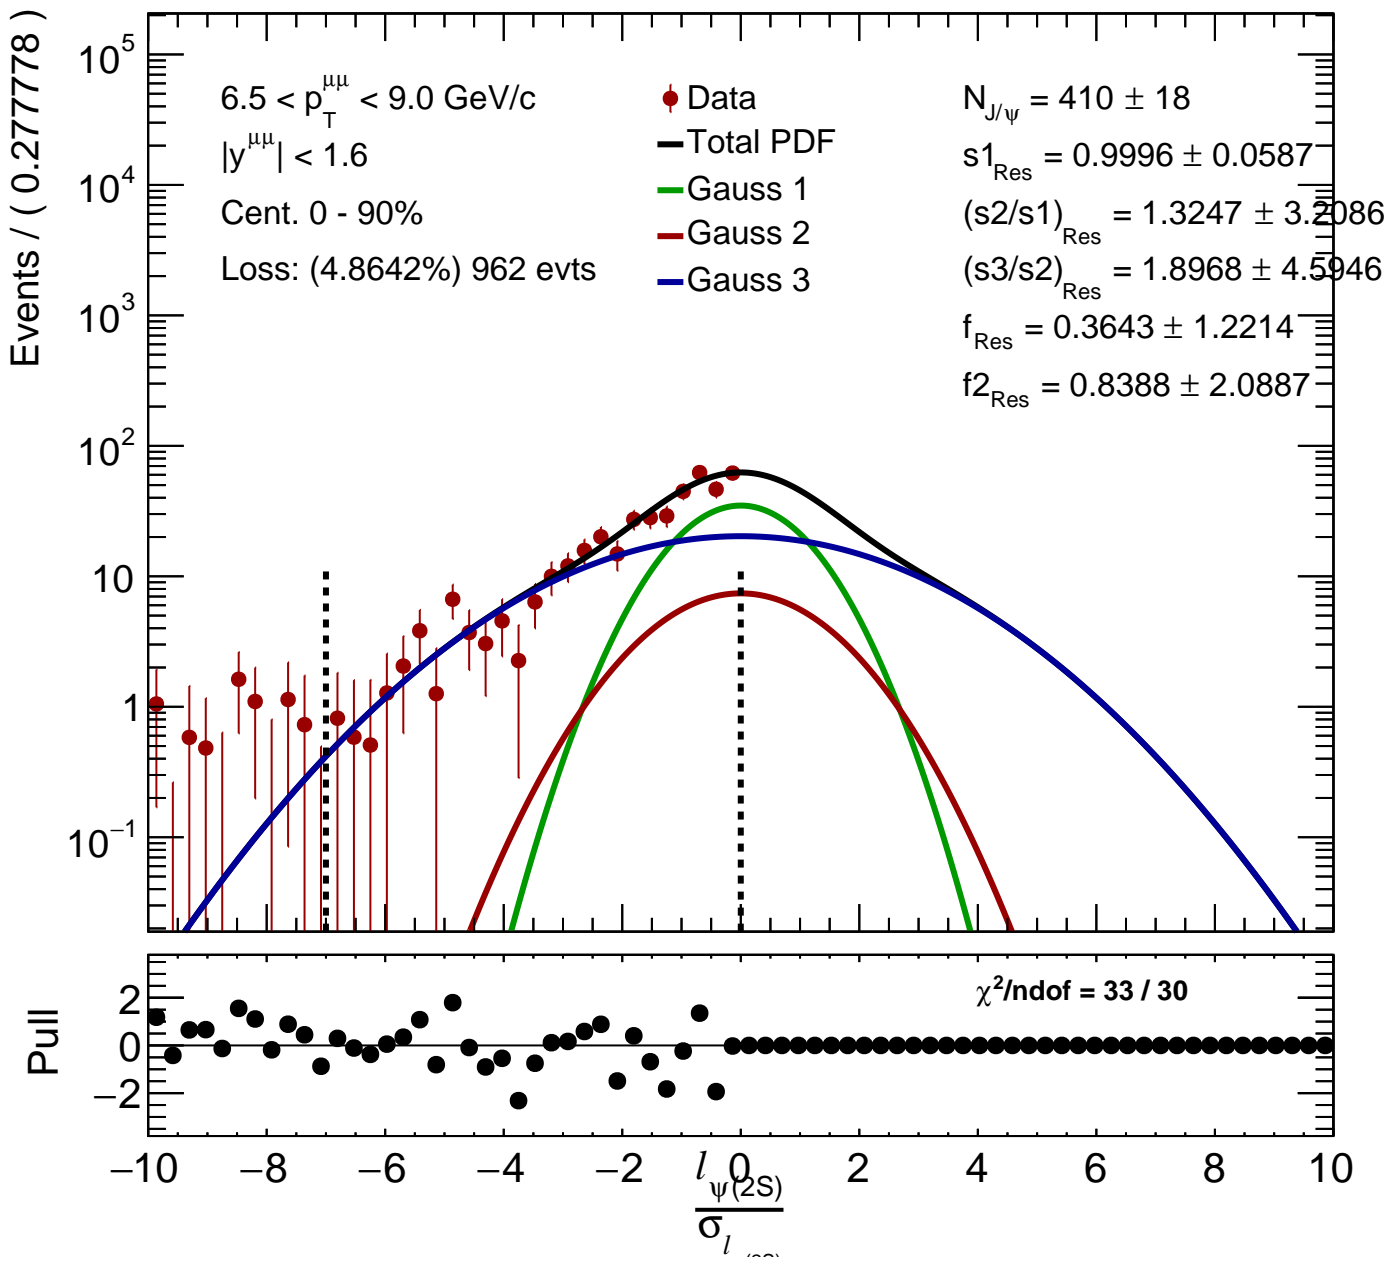 Events / ( 0.277778 )
10^5
10^4
10^3
10^2
10
1
10^−1
6.5 < p_T^μμ < 9.0 GeV/c
|y^μμ| < 1.6
Cent. 0 - 90%
Loss: (4.8642%) 962 evts
Data
Total PDF
Gauss 1
Gauss 2
Gauss 3
N_J/ψ = 410 ± 18
s1_Res = 0.9996 ± 0.0587
(s2/s1)_Res = 1.3247 ± 3.2086
(s3/s2)_Res = 1.8968 ± 4.5946
f_Res = 0.3643 ± 1.2214
f2_Res = 0.8388 ± 2.0887
Pull
2
0
−2
χ²/ndof = 33 / 30
−10 −8 −6 −4 −2 0 2 4 6 8 10
l_ψ(2S)
σ_l